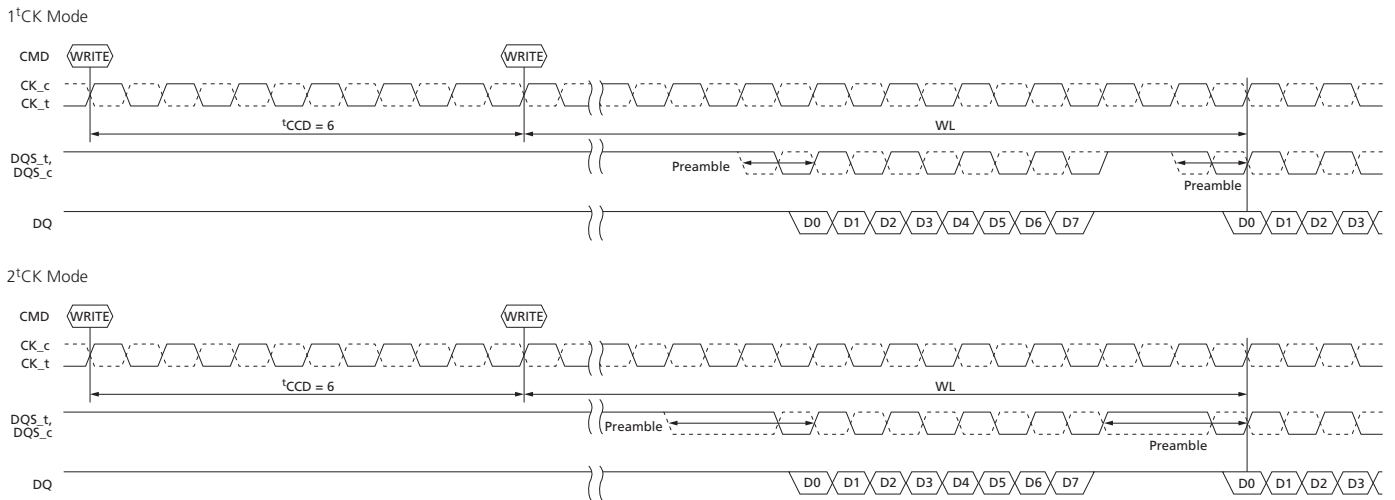 1tCK Mode
CMD WRITE WRITE
CK_c
CK_t
tCCD = 6 WL
DQS_t,
DQS_c
Preamble Preamble
DQ D0 D1 D2 D3 D4 D5 D6 D7 D0 D1 D2 D3
2tCK Mode
CMD WRITE WRITE
CK_c
CK_t
tCCD = 6 WL
DQS_t,
DQS_c
Preamble Preamble
DQ D0 D1 D2 D3 D4 D5 D6 D7 D0 D1 D2 D3